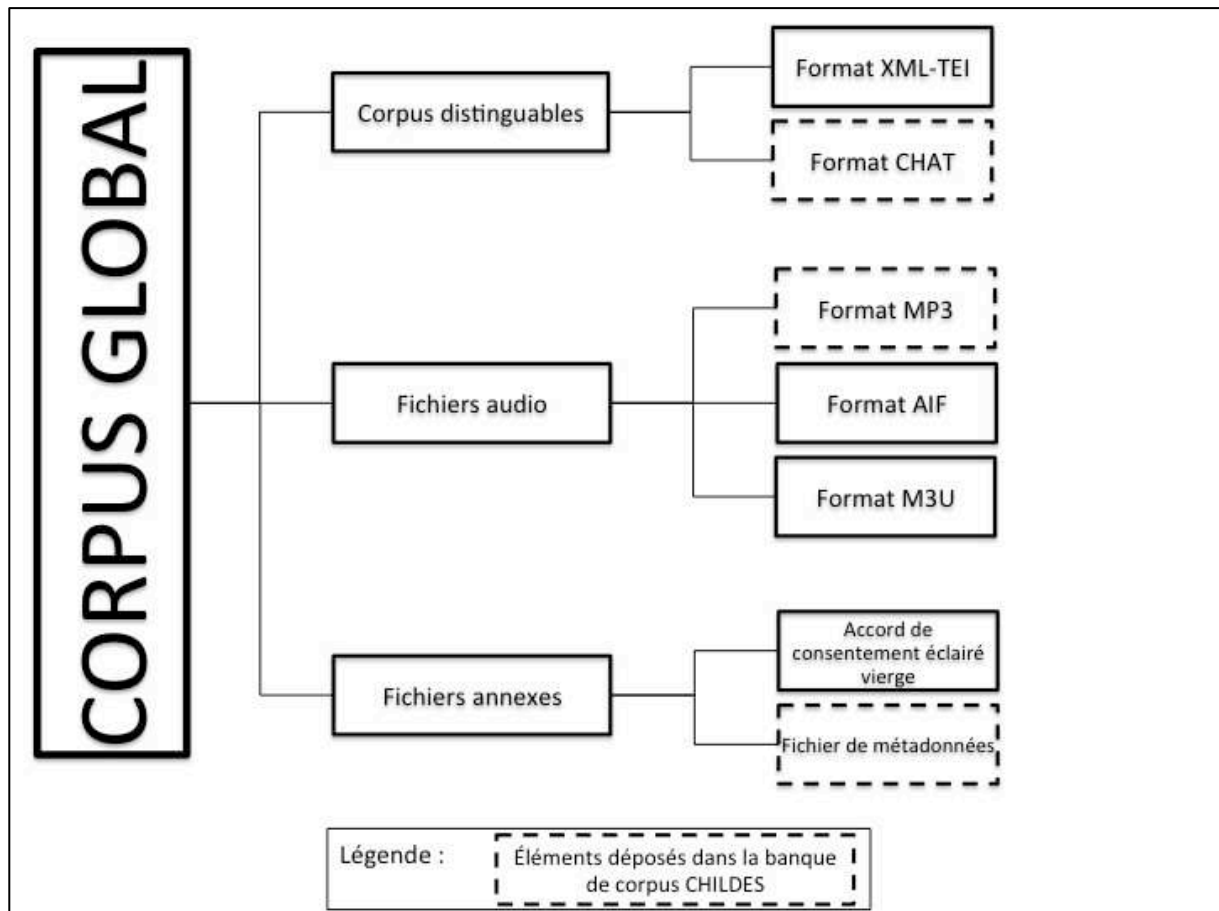 CORPUS GLOBAL
Corpus distinguables
Format XML-TEI
Format CHAT
Fichiers audio
Format MP3
Format AIF
Format M3U
Fichiers annexes
Accord de
consentement éclairé
vierge
Fichier de métadonnées
Légende :
Éléments déposés dans la banque
de corpus CHILDES